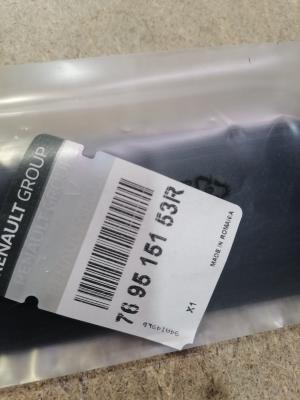 RENAULT GROUP
76 95 151 53R
MADE IN ROMANIA
X1